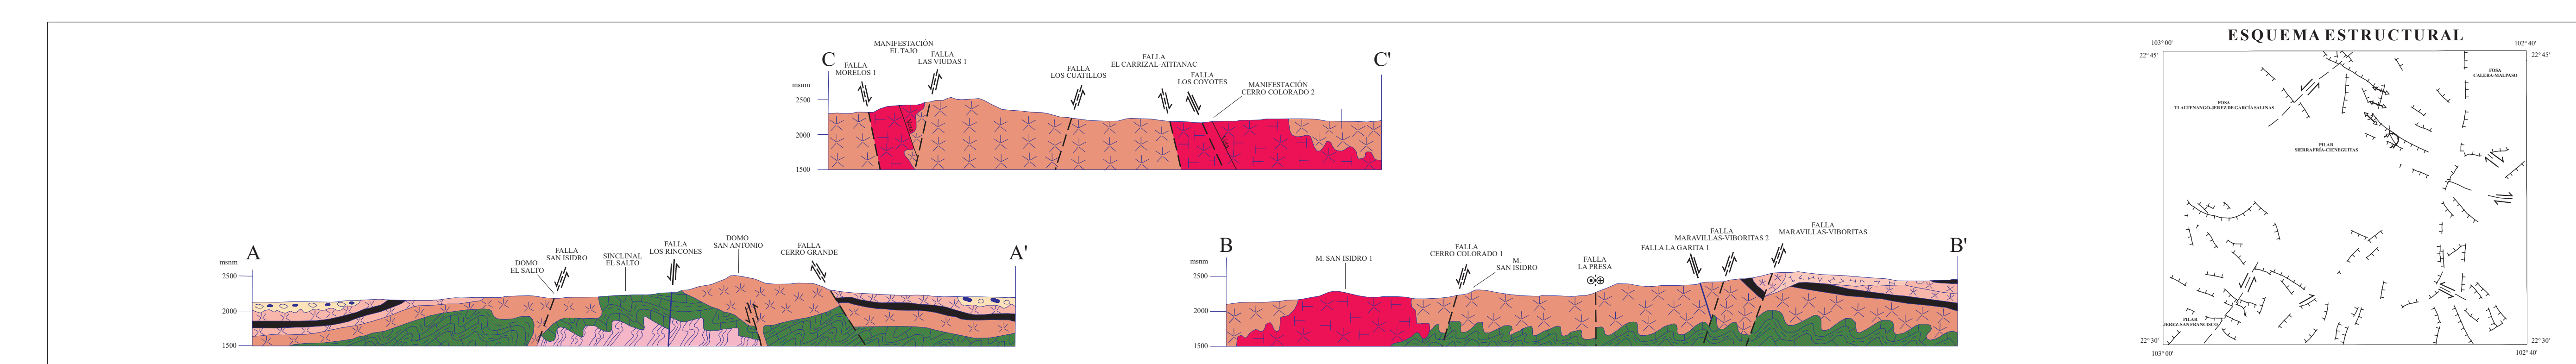 C
C'
MANIFESTACIÓN
EL TAJO
FALLA
MORELOS 1
FALLA
LAS VIUDAS 1
FALLA
LOS CUATILLOS
FALLA
EL CARRIZAL-ATITANAC
FALLA
LOS COYOTES
MANIFESTACIÓN
CERRO COLORADO 2
msnm
2500
2000
1500
A
A'
msnm
2500
2000
1500
DOMO
EL SALTO
FALLA
SAN ISIDRO
SINCLINAL
EL SALTO
FALLA
LOS RINCONES
DOMO
SAN ANTONIO
FALLA
CERRO GRANDE
B
B'
msnm
2500
2000
1500
M. SAN ISIDRO 1
FALLA
CERRO COLORADO 1
M.
SAN ISIDRO
FALLA
LA PRESA
FALLA LA GARITA 1
FALLA
MARAVILLAS-VIBORITAS 2
FALLA
MARAVILLAS-VIBORITAS
ESQUEMA ESTRUCTURAL
103° 00'
102° 40'
22° 45'
22° 45'
FOSA
CALERA-MALPASO
FOSA
TLALTENANGO-JEREZ DE GARCÍA SALINAS
PILAR
SIERRA FRÍA-CIENEGUITAS
PILAR
JEREZ-SAN FRANCISCO
22° 30'
22° 30'
103° 00'
102° 40'